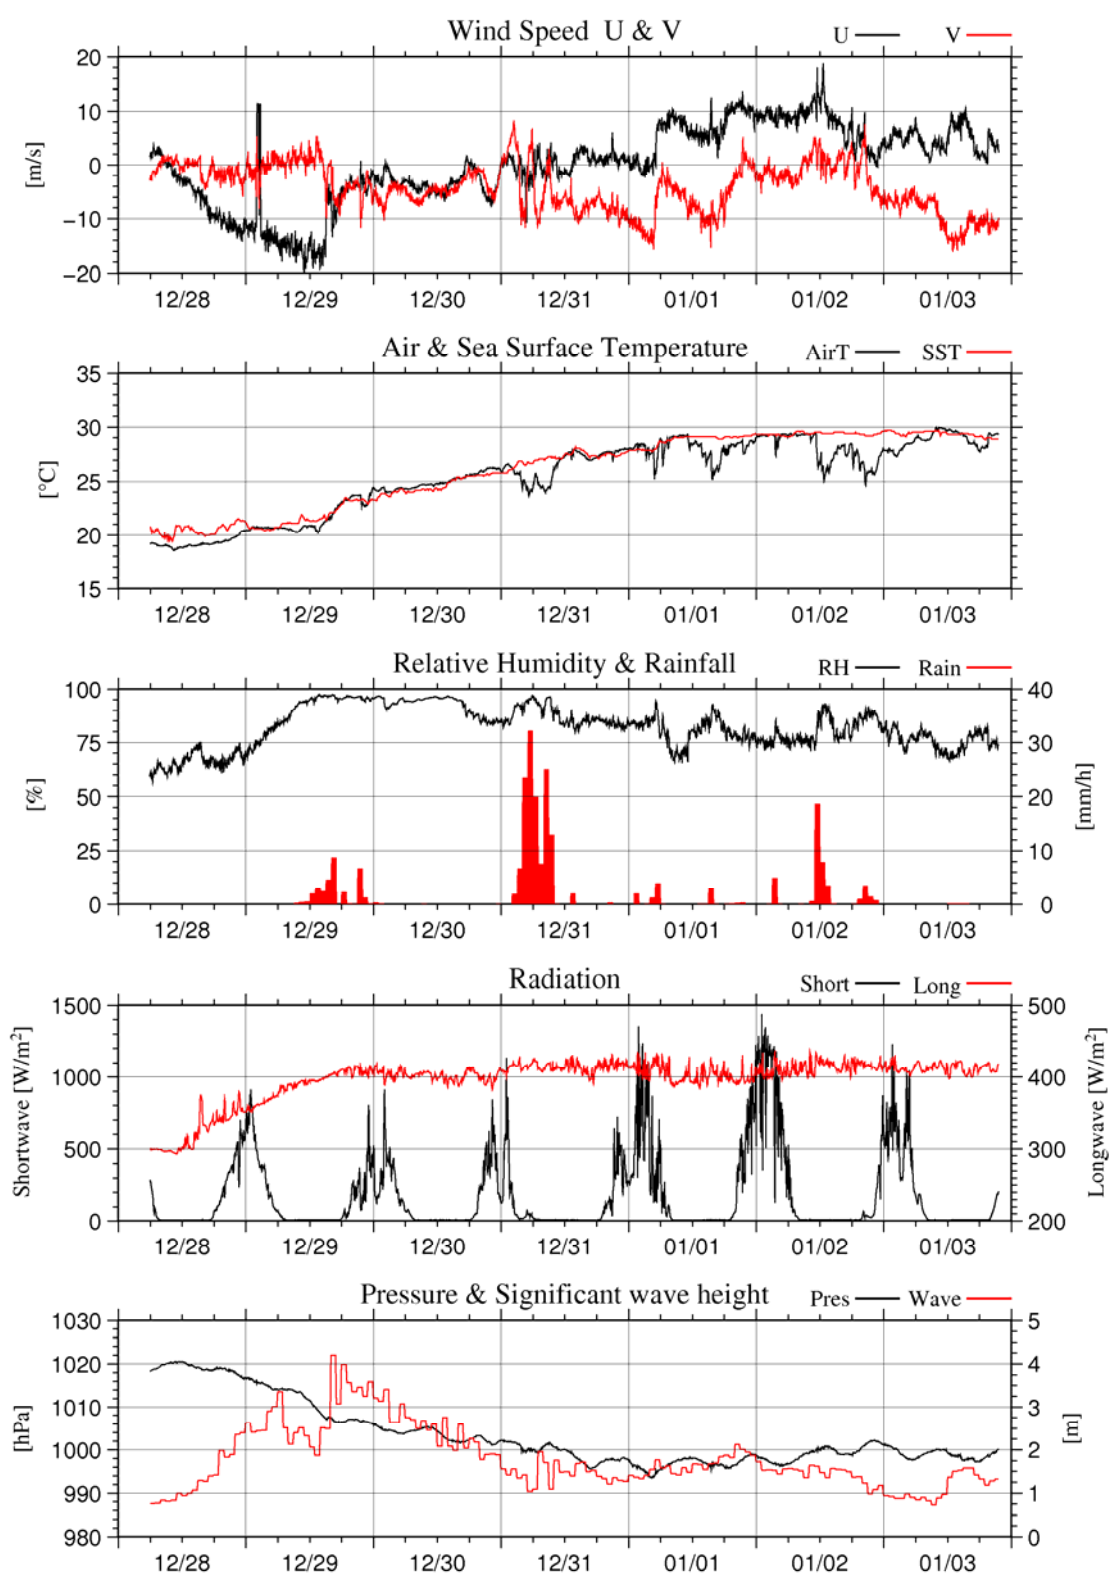 Wind Speed U & V
U V
[m/s]
20
10
0
−10
−20
12/28 12/29 12/30 12/31 01/01 01/02 01/03
Air & Sea Surface Temperature
AirT SST
[°C]
35
30
25
20
15
12/28 12/29 12/30 12/31 01/01 01/02 01/03
Relative Humidity & Rainfall
RH Rain
[%]
100
75
50
25
0
40
30
20
10
0
[mm/h]
12/28 12/29 12/30 12/31 01/01 01/02 01/03
Radiation
Short Long
Shortwave [W/m²]
1500
1000
500
0
500
400
300
200
Longwave [W/m²]
12/28 12/29 12/30 12/31 01/01 01/02 01/03
Pressure & Significant wave height
Pres Wave
[hPa]
1030
1020
1010
1000
990
980
5
4
3
2
1
0
[m]
12/28 12/29 12/30 12/31 01/01 01/02 01/03